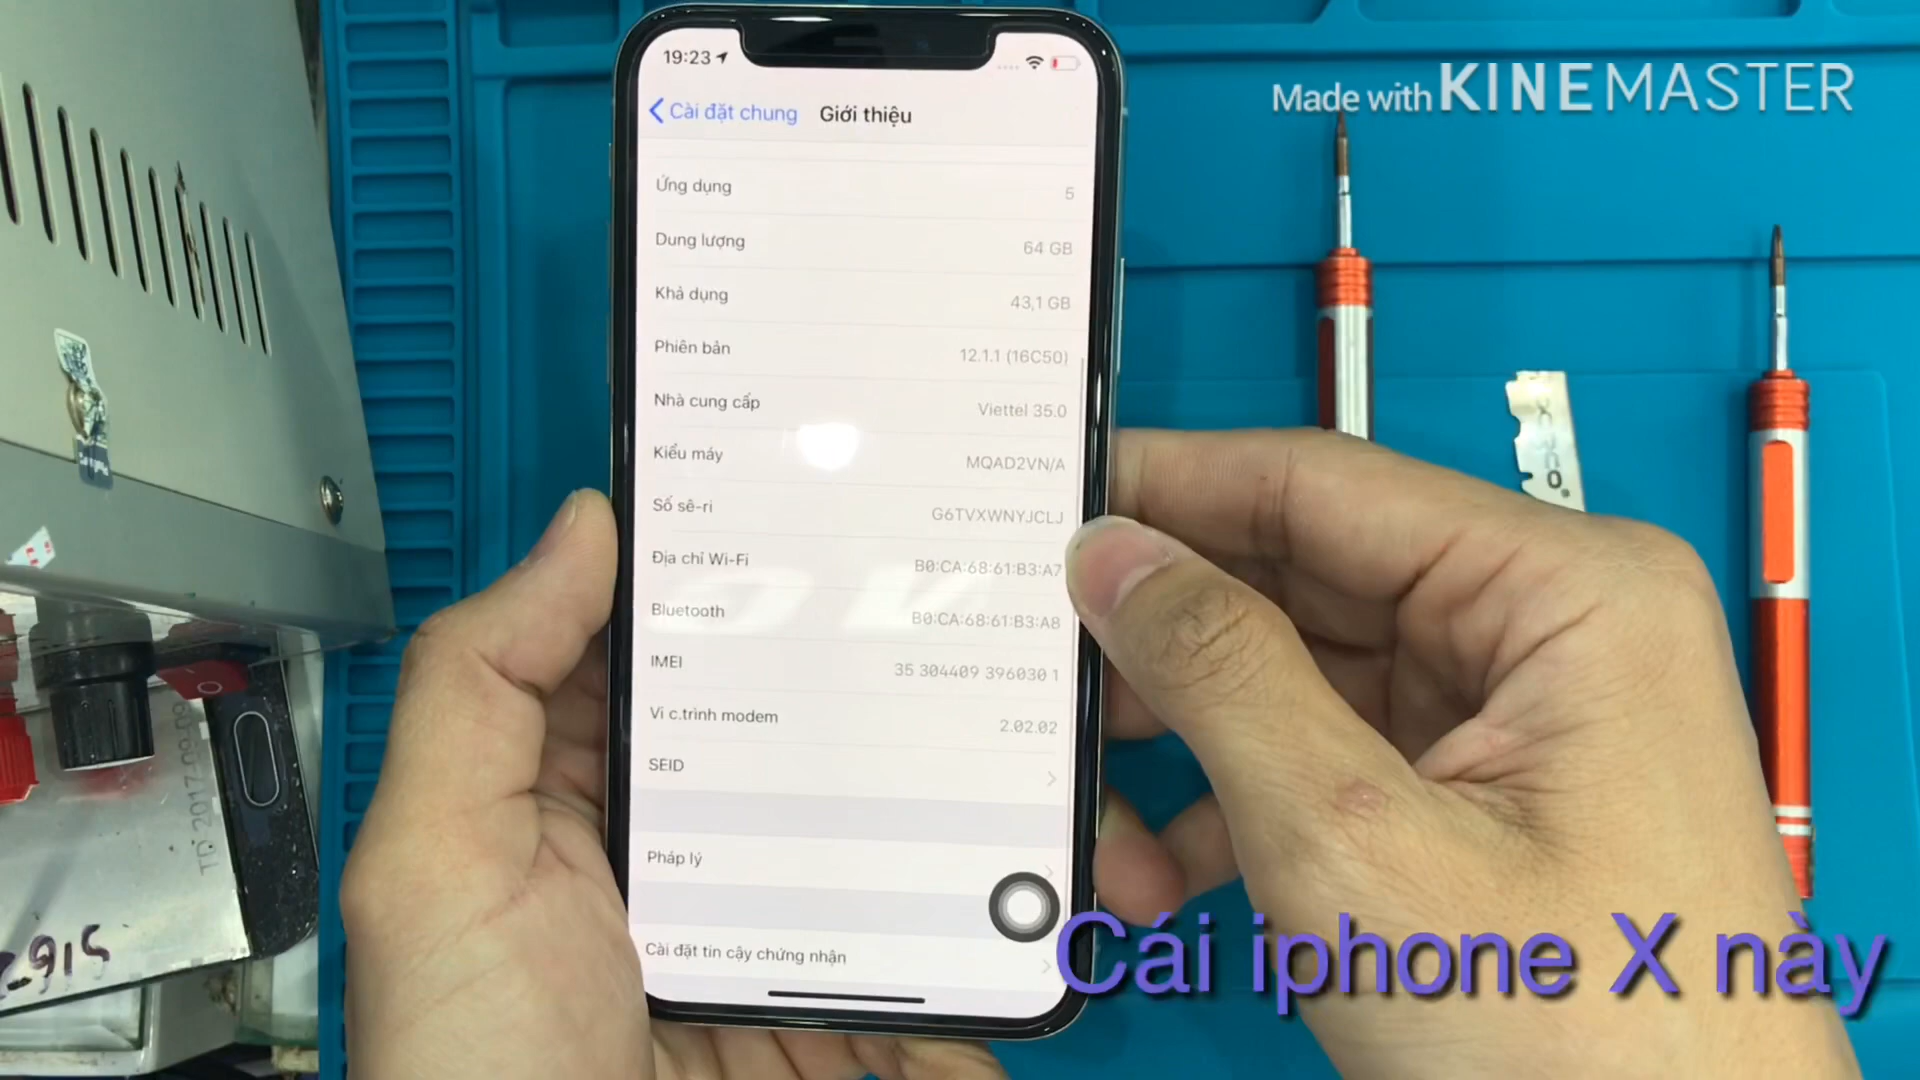 19:23
Made with KINEMASTER
Cài đặt chung Giới thiệu
Ứng dụng 5
Dung lượng 64 GB
Khả dụng 43,1 GB
Phiên bản 12.1.1 (16C50)
Nhà cung cấp Viettel 35.0
Kiểu máy MQAD2VN/A
Số sê-ri G6TVXWNYJCLJ
Địa chỉ Wi-Fi B0:CA:68:61:B3:A7
Bluetooth B0:CA:68:61:B3:A8
IMEI 35 304409 396030 1
Vi c.trình modem 2.02.02
SEID
Pháp lý
Cài đặt tin cậy chứng nhận
Cái iphone X này